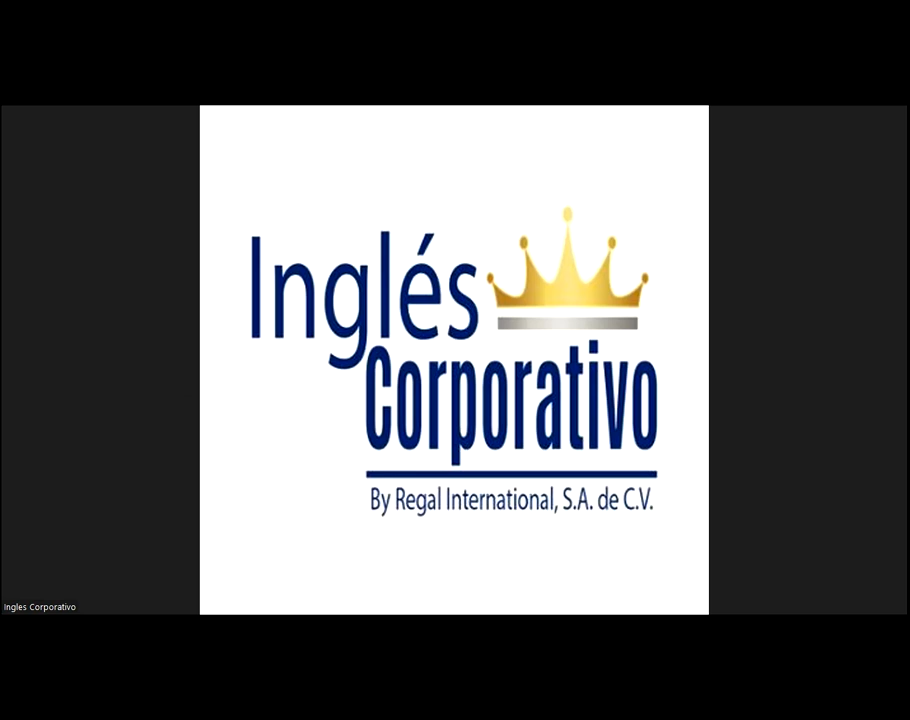 Inglés
Corporativo
By Regal International, S.A. de C.V.
Ingles Corporativo